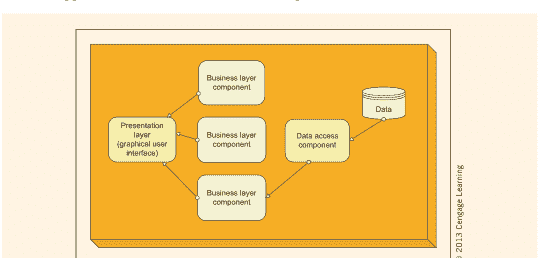 Business layer
component
Data
Presentation
layer
(graphical user
interface)
Business layer
component
Data access
component
Business layer
component
2013 Cengage Learning